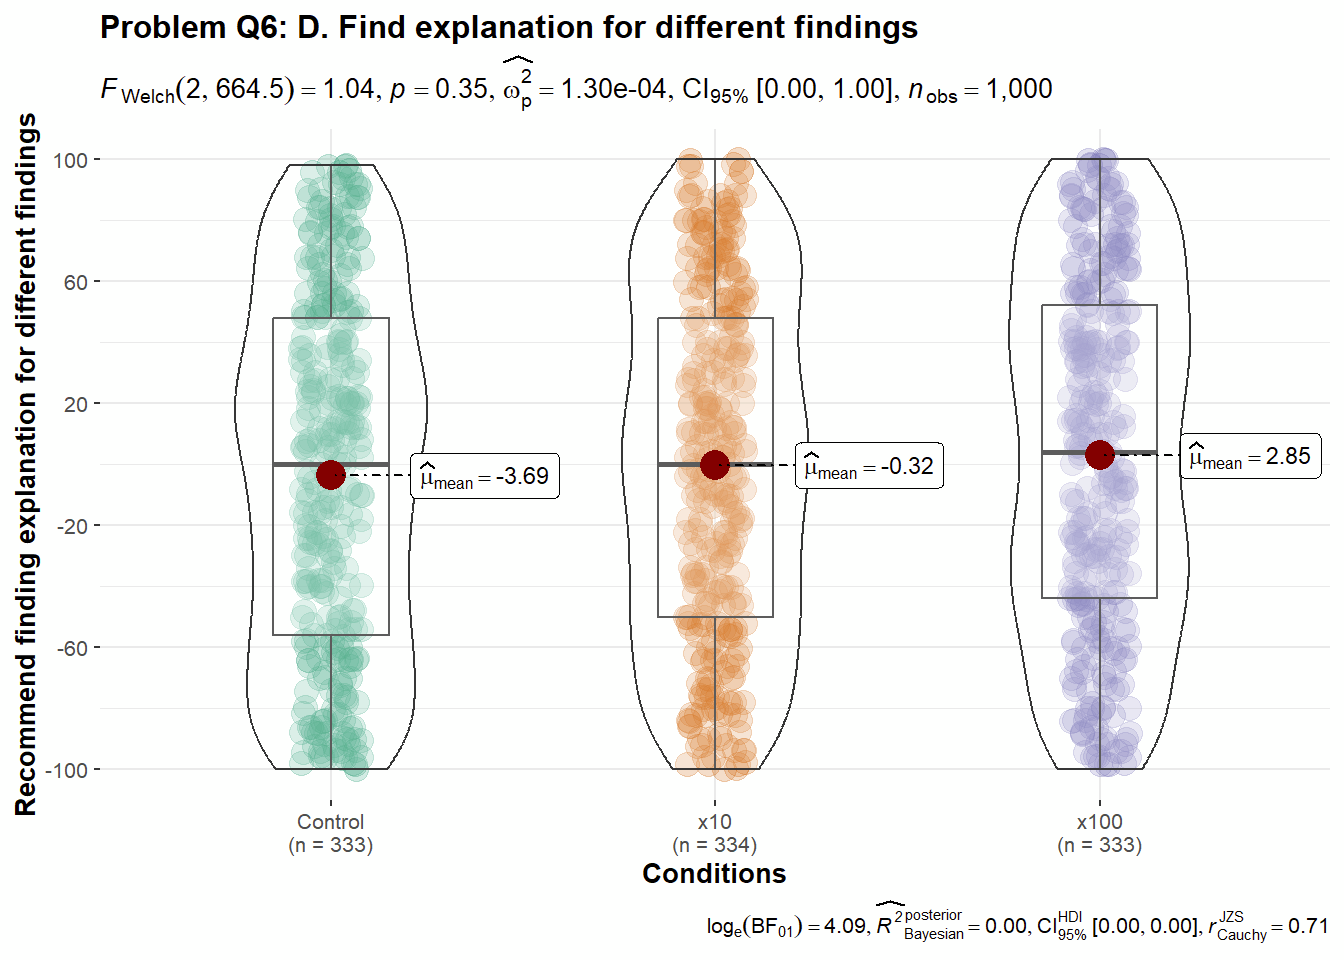 Problem Q6: D. Find explanation for different findings
F Welch(2, 664.5) = 1.04, p = 0.35, ω̂²p = 1.30e-04, CI95% [0.00, 1.00], nobs = 1,000
Recommend finding explanation for different findings
100
60
20
-20
-60
-100
μ̂mean = -3.69
μ̂mean = -0.32
μ̂mean = 2.85
Control
(n = 333)
x10
(n = 334)
x100
(n = 333)
Conditions
loge(BF01) = 4.09, R̂² posterior Bayesian = 0.00, CI HDI 95% [0.00, 0.00], r JZS Cauchy = 0.71